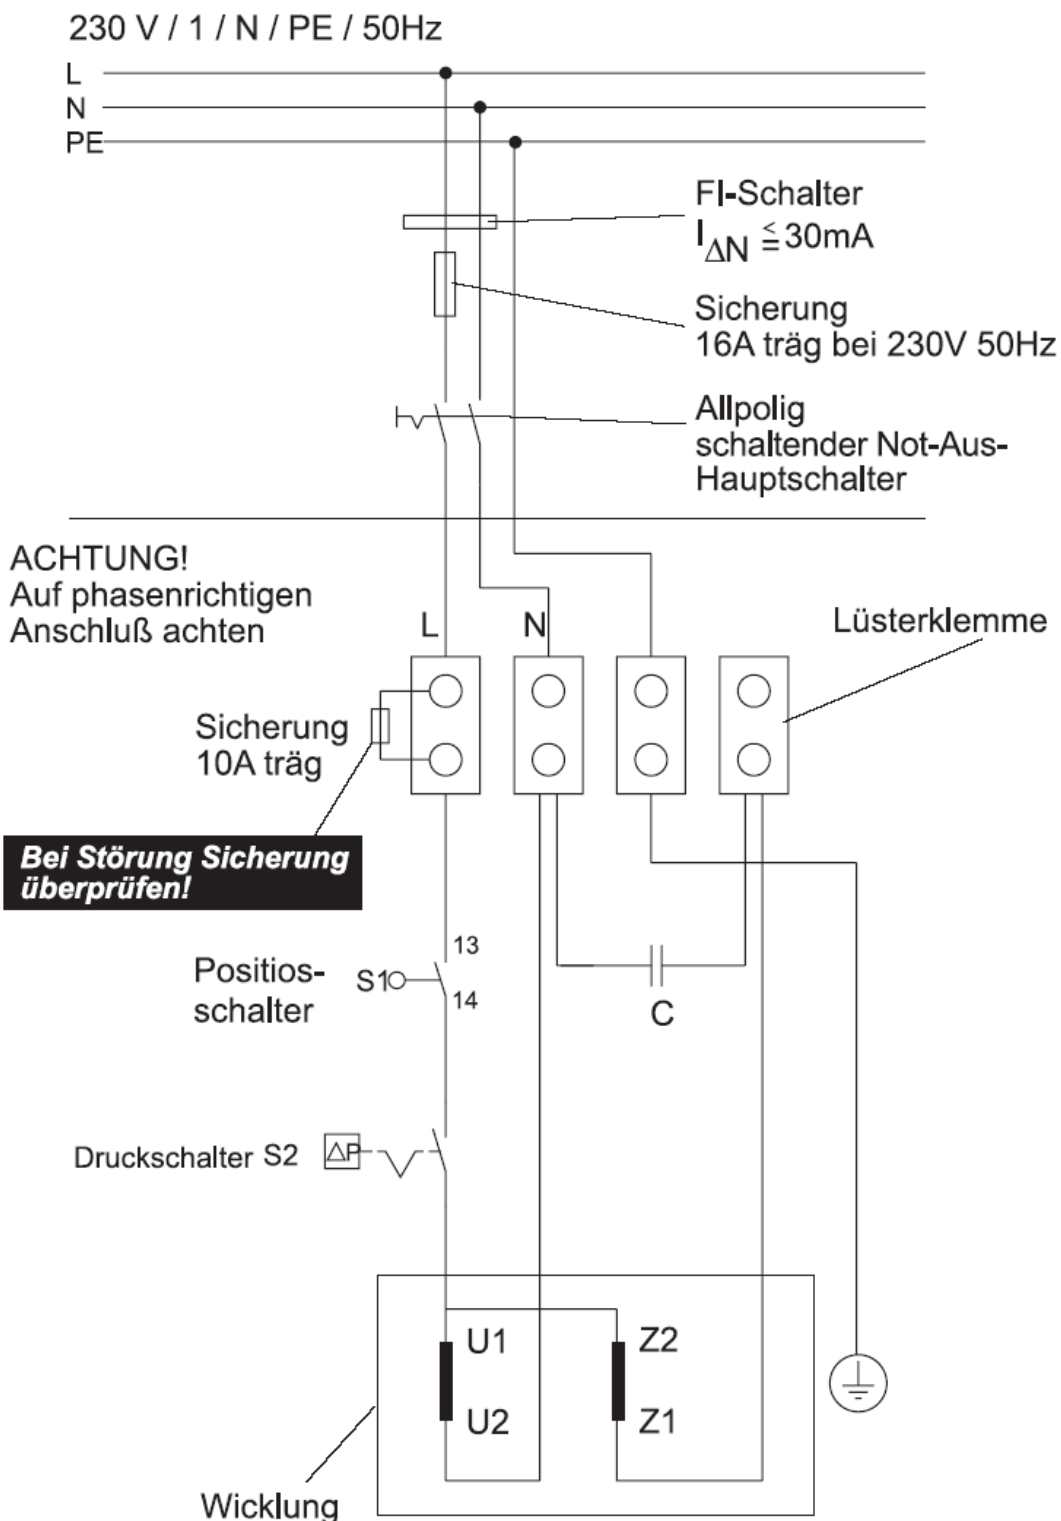 230 V / 1 / N / PE / 50Hz
L
N
PE
FI-Schalter
I ΔN ≦ 30mA
Sicherung
16A träg bei 230V 50Hz
Allpolig
schaltender Not-Aus-
Hauptschalter
ACHTUNG!
Auf phasenrichtigen
Anschluß achten
L
N
Lüsterklemme
Sicherung
10A träg
Bei Störung Sicherung
überprüfen!
Positios-
schalter
S1
13
14
C
Druckschalter S2
ΔP
U1
Z2
U2
Z1
Wicklung